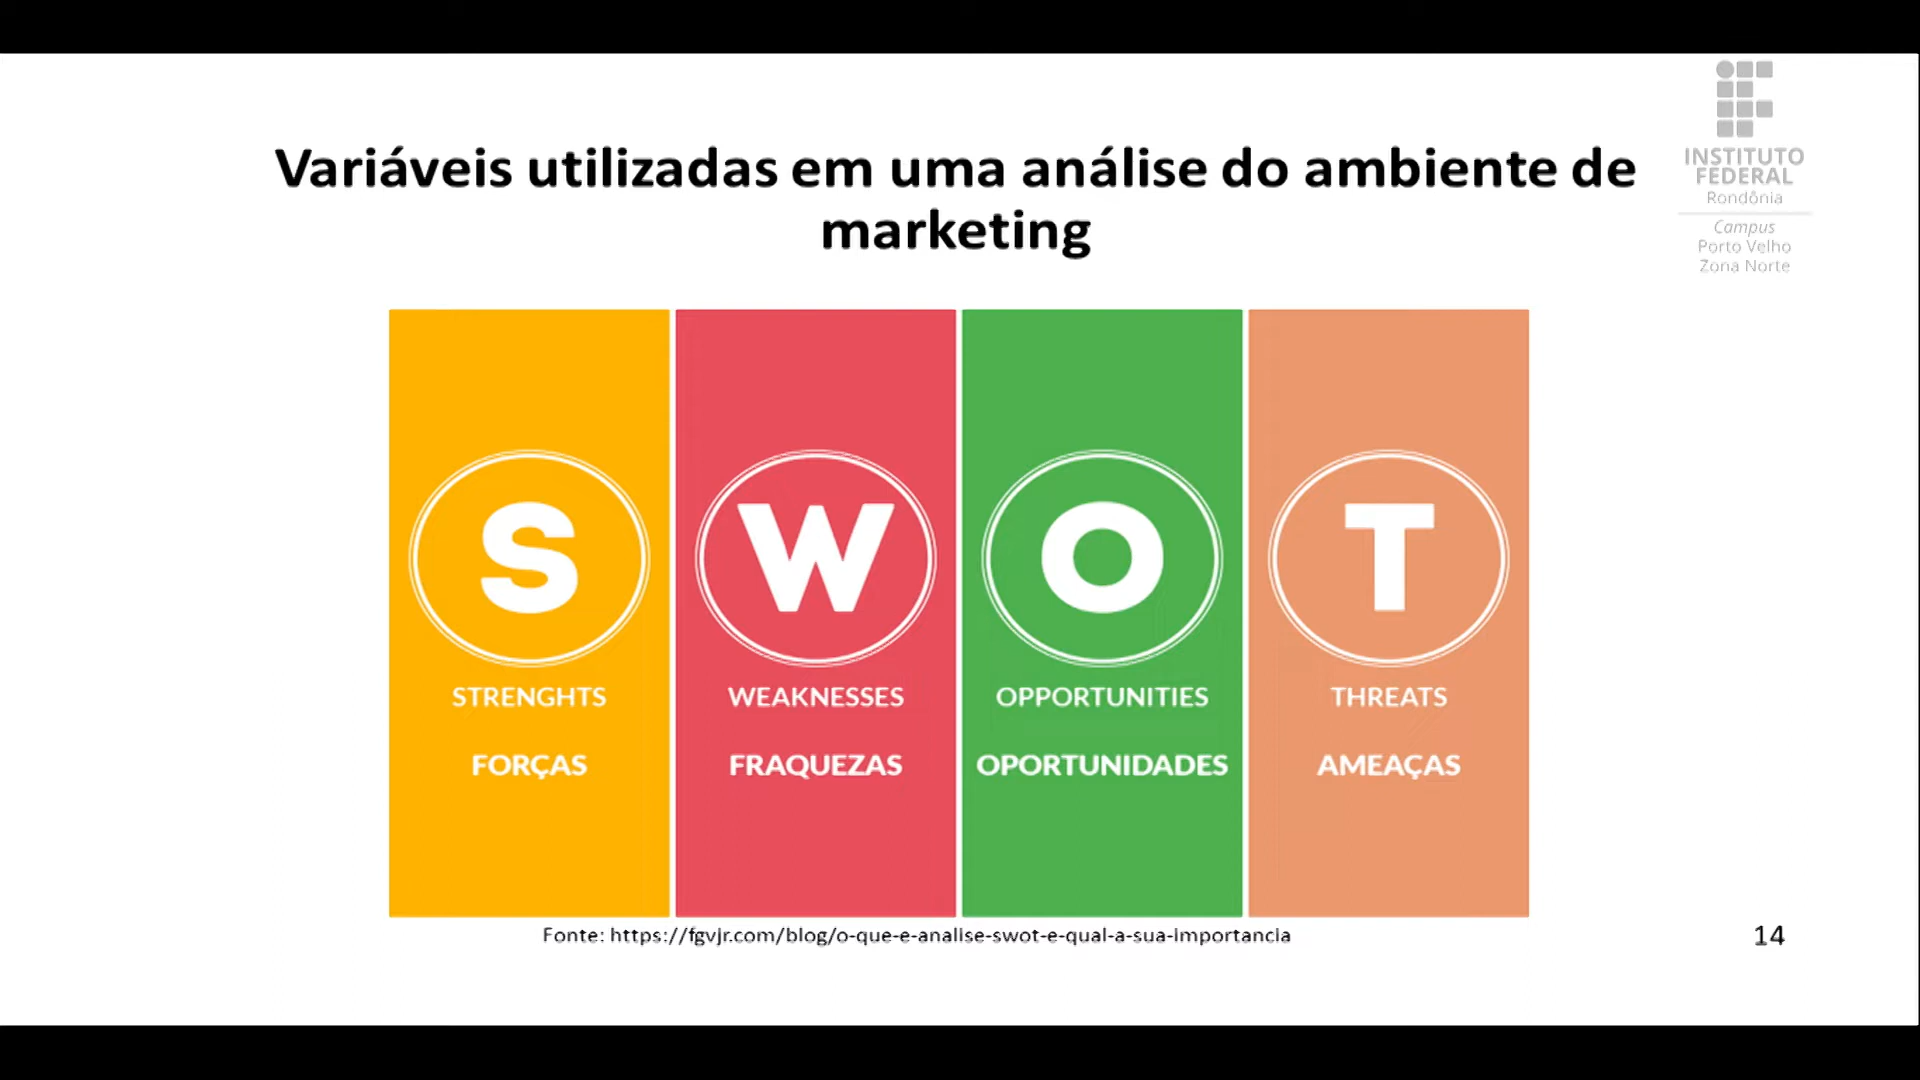 Variáveis utilizadas em uma análise do ambiente de
marketing
INSTITUTO
FEDERAL
Rondônia
Campus
Porto Velho
Zona Norte
S
STRENGHTS
FORÇAS
W
WEAKNESSES
FRAQUEZAS
O
OPPORTUNITIES
OPORTUNIDADES
T
THREATS
AMEAÇAS
Fonte: https://fgvjr.com/blog/o-que-e-analise-swot-e-qual-a-sua-importancia
14